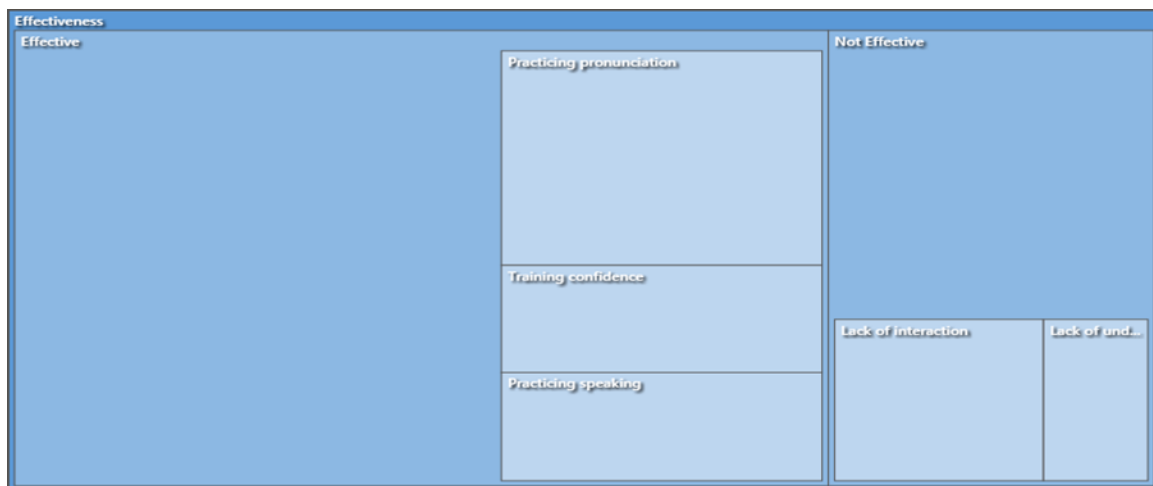 Effectiveness
Effective
Not Effective
Practicing pronunciation
Training confidence
Practicing speaking
Lack of interaction
Lack of und...